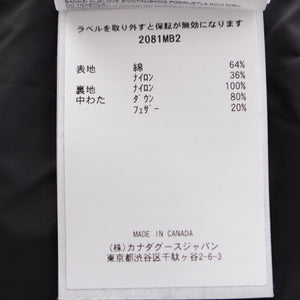 ラベルを取り外すと保証が無効になります
2081MB2
表地 綿 64%
ナイロン 36%
裏地 ナイロン 100%
中わた ダウン 80%
フェザー 20%
MADE IN CANADA
(株)カナダグースジャパン
東京都渋谷区千駄ヶ谷2-6-3